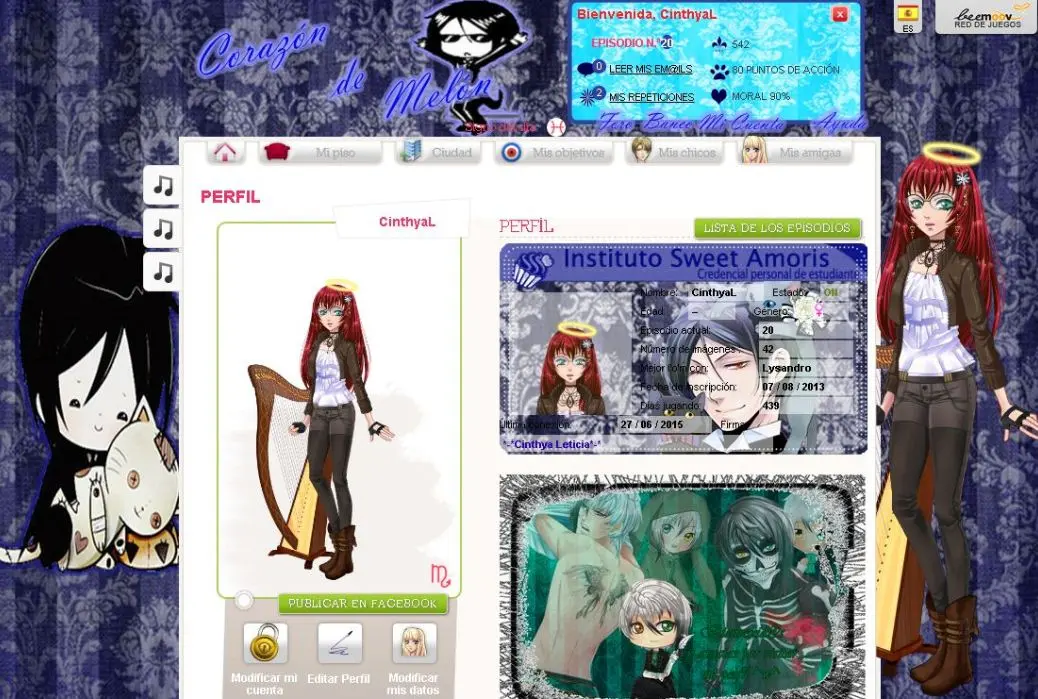 Corazón
de
Melón
Bienvenida, CinthyaL
EPISODIO N.º 20
542
0 LEER MIS EM@ILS
80 PUNTOS DE ACCIÓN
2 MIS REPETICIONES
MORAL 90%
Foro Banco Mi Cuenta Ayuda
ES
beemoov
RED DE JUEGOS
Mi piso
Ciudad
Mis objetivos
Mis chicos
Mis amigas
PERFIL
CinthyaL
PUBLICAR EN FACEBOOK
Modificar mi
cuenta
Editar Perfil
Modificar
mis datos
PERFIL
LISTA DE LOS EPISODIOS
Instituto Sweet Amoris
Credencial personal de estudiante
Nombre: CinthyaL Estado: ON
Edad: – Género:
Episodio actual: 20
Número de imágenes: 42
Mejor @'m con: Lysandro
Fecha de inscripción: 07 / 08 / 2013
Días jugando: 439
Última conexión: 27 / 06 / 2015 Firma
*-*Cinthya Leticia*-*